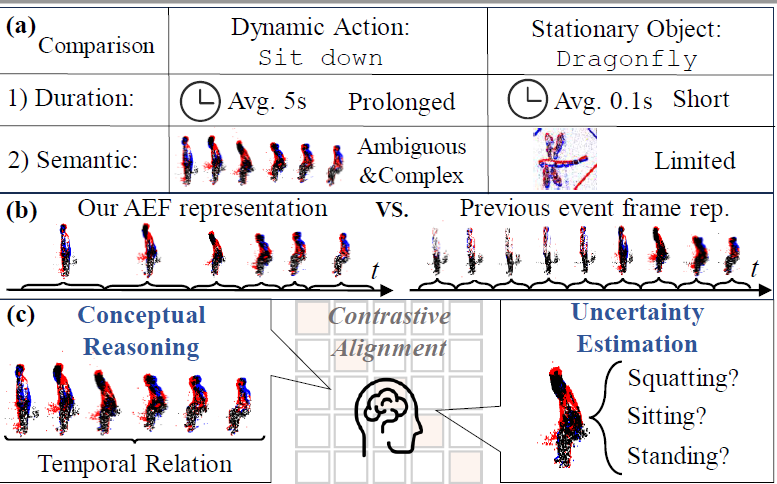 (a)
Comparison
Dynamic Action:
Sit down
Stationary Object:
Dragonfly
1) Duration:
Avg. 5s
Prolonged
Avg. 0.1s
Short
2) Semantic:
Ambiguous
&Complex
Limited
(b)
Our AEF representation
VS.
Previous event frame rep.
t
t
(c)
Conceptual
Reasoning
Contrastive
Alignment
Uncertainty
Estimation
Squatting?
Sitting?
Standing?
Temporal Relation